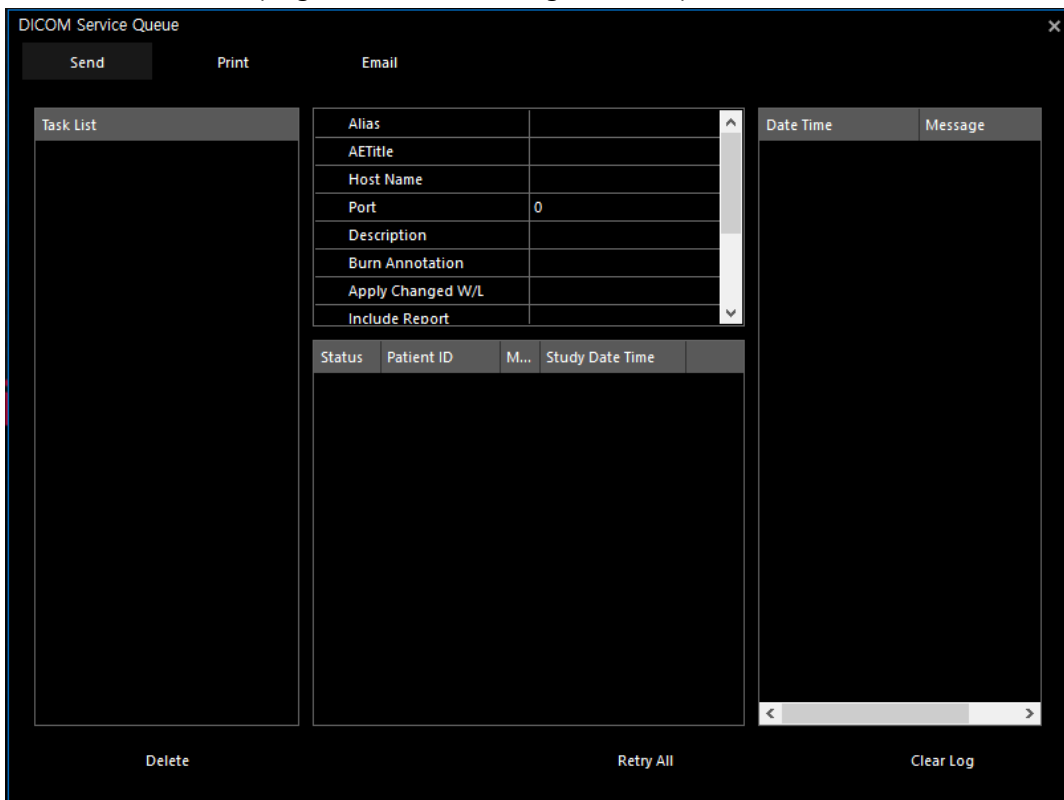 DICOM Service Queue
Send Print Email
Task List
Alias
AETitle
Host Name
Port 0
Description
Burn Annotation
Apply Changed W/L
Include Report
Status Patient ID M... Study Date Time
Date Time Message
Delete Retry All Clear Log